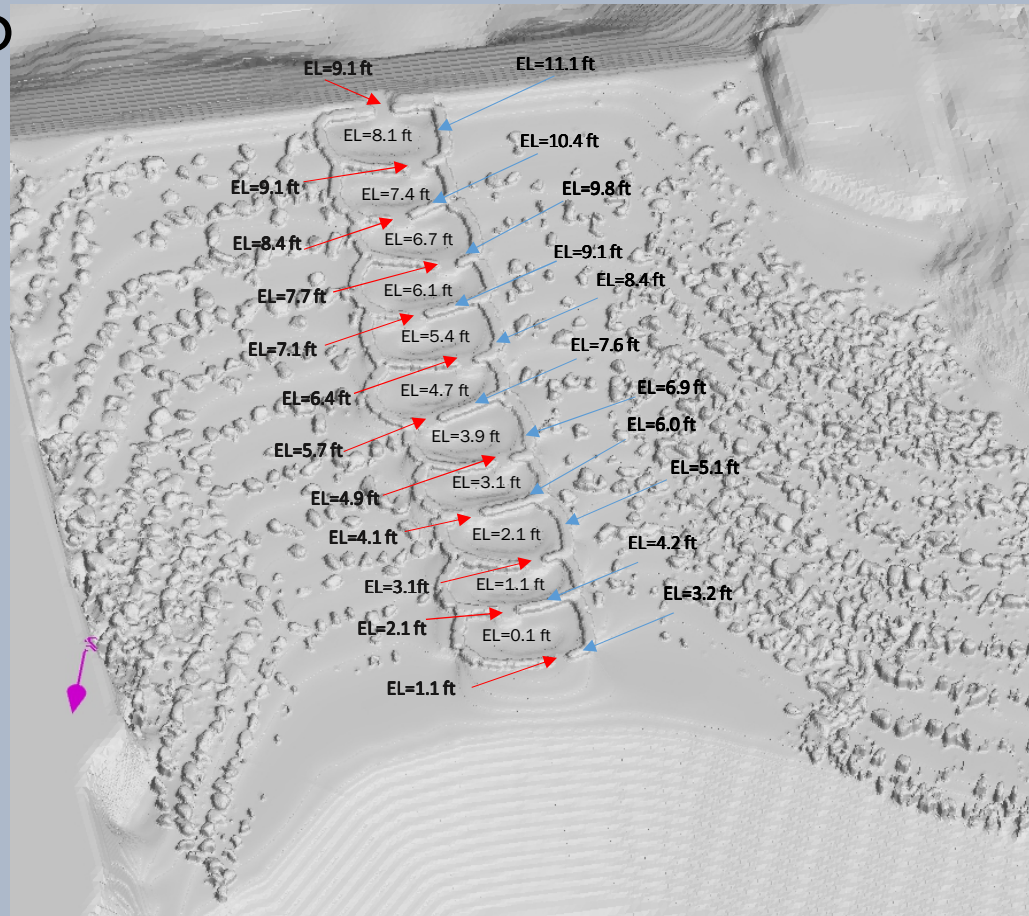 EL=9.1 ft
EL=11.1 ft
EL=8.1 ft
EL=10.4 ft
EL=9.1 ft
EL=7.4 ft
EL=9.8 ft
EL=8.4 ft
EL=6.7 ft
EL=9.1 ft
EL=7.7 ft
EL=6.1 ft
EL=8.4 ft
EL=7.1 ft
EL=5.4 ft
EL=7.6 ft
EL=6.4 ft
EL=4.7 ft
EL=6.9 ft
EL=5.7 ft
EL=3.9 ft
EL=6.0 ft
EL=4.9 ft
EL=3.1 ft
EL=5.1 ft
EL=4.1 ft
EL=2.1 ft
EL=4.2 ft
EL=3.1ft
EL=1.1 ft
EL=3.2 ft
EL=2.1 ft
EL=0.1 ft
EL=1.1 ft